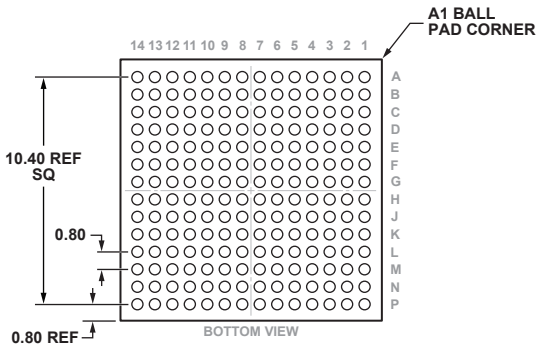 A1 BALL
PAD CORNER
14 13 12 11 10 9 8 7 6 5 4 3 2 1
A
B
C
D
E
F
G
H
J
K
L
M
N
P
10.40 REF
SQ
0.80
0.80 REF
BOTTOM VIEW